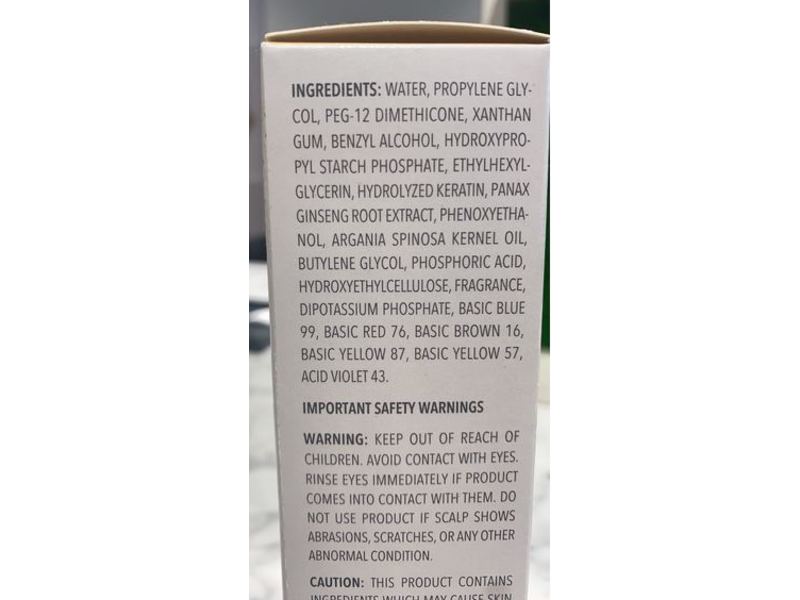 INGREDIENTS: WATER, PROPYLENE GLY-
COL, PEG-12 DIMETHICONE, XANTHAN
GUM, BENZYL ALCOHOL, HYDROXYPRO-
PYL STARCH PHOSPHATE, ETHYLHEXYL-
GLYCERIN, HYDROLYZED KERATIN, PANAX
GINSENG ROOT EXTRACT, PHENOXYETHA-
NOL, ARGANIA SPINOSA KERNEL OIL,
BUTYLENE GLYCOL, PHOSPHORIC ACID,
HYDROXYETHYLCELLULOSE, FRAGRANCE,
DIPOTASSIUM PHOSPHATE, BASIC BLUE
99, BASIC RED 76, BASIC BROWN 16,
BASIC YELLOW 87, BASIC YELLOW 57,
ACID VIOLET 43.
IMPORTANT SAFETY WARNINGS
WARNING: KEEP OUT OF REACH OF
CHILDREN. AVOID CONTACT WITH EYES.
RINSE EYES IMMEDIATELY IF PRODUCT
COMES INTO CONTACT WITH THEM. DO
NOT USE PRODUCT IF SCALP SHOWS
ABRASIONS, SCRATCHES, OR ANY OTHER
ABNORMAL CONDITION.
CAUTION: THIS PRODUCT CONTAINS
INGREDIENTS WHICH MAY CAUSE SKIN